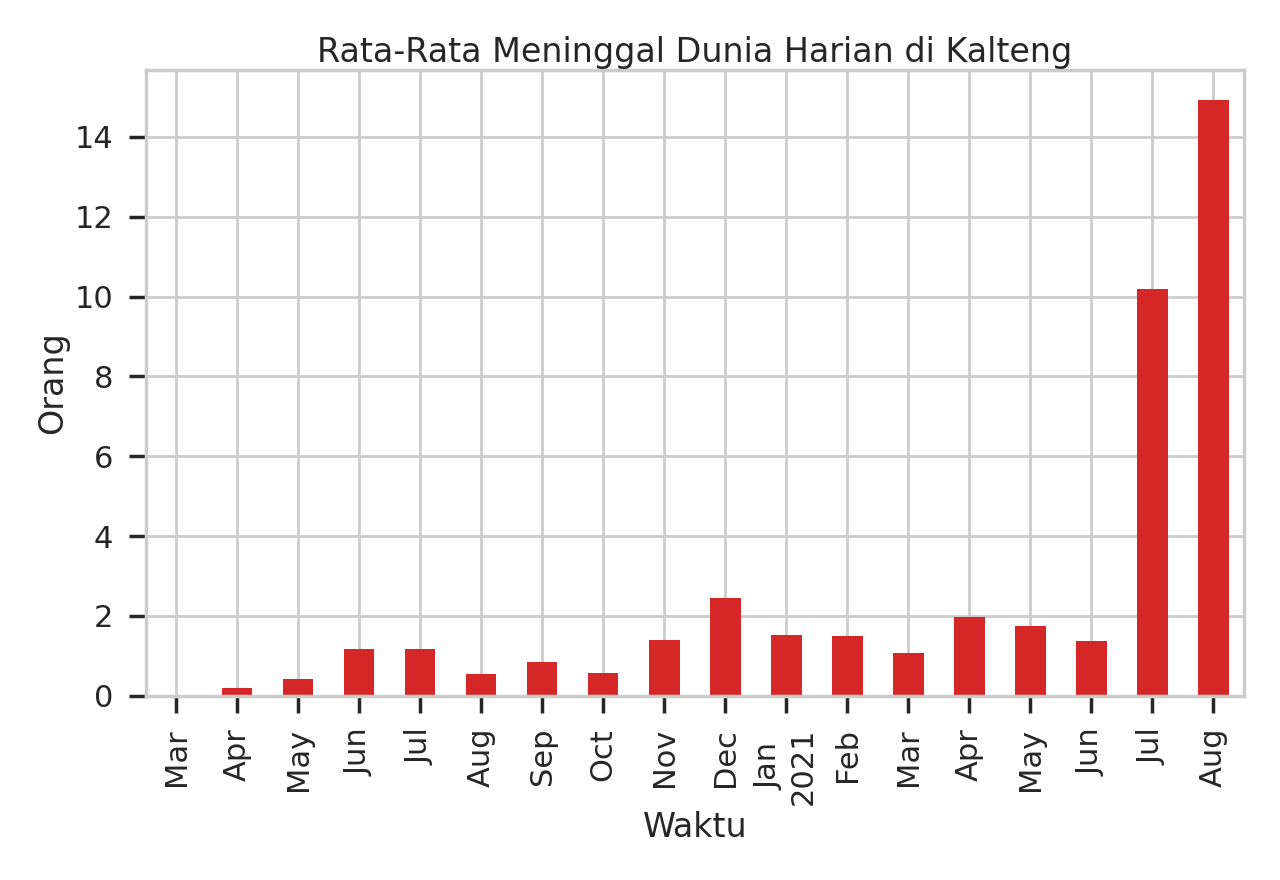 Rata-Rata Meninggal Dunia Harian di Kalteng
Orang
14
12
10
8
6
4
2
0
Mar
Apr
May
Jun
Jul
Aug
Sep
Oct
Nov
Dec
Jan
2021
Feb
Mar
Apr
May
Jun
Jul
Aug
Waktu